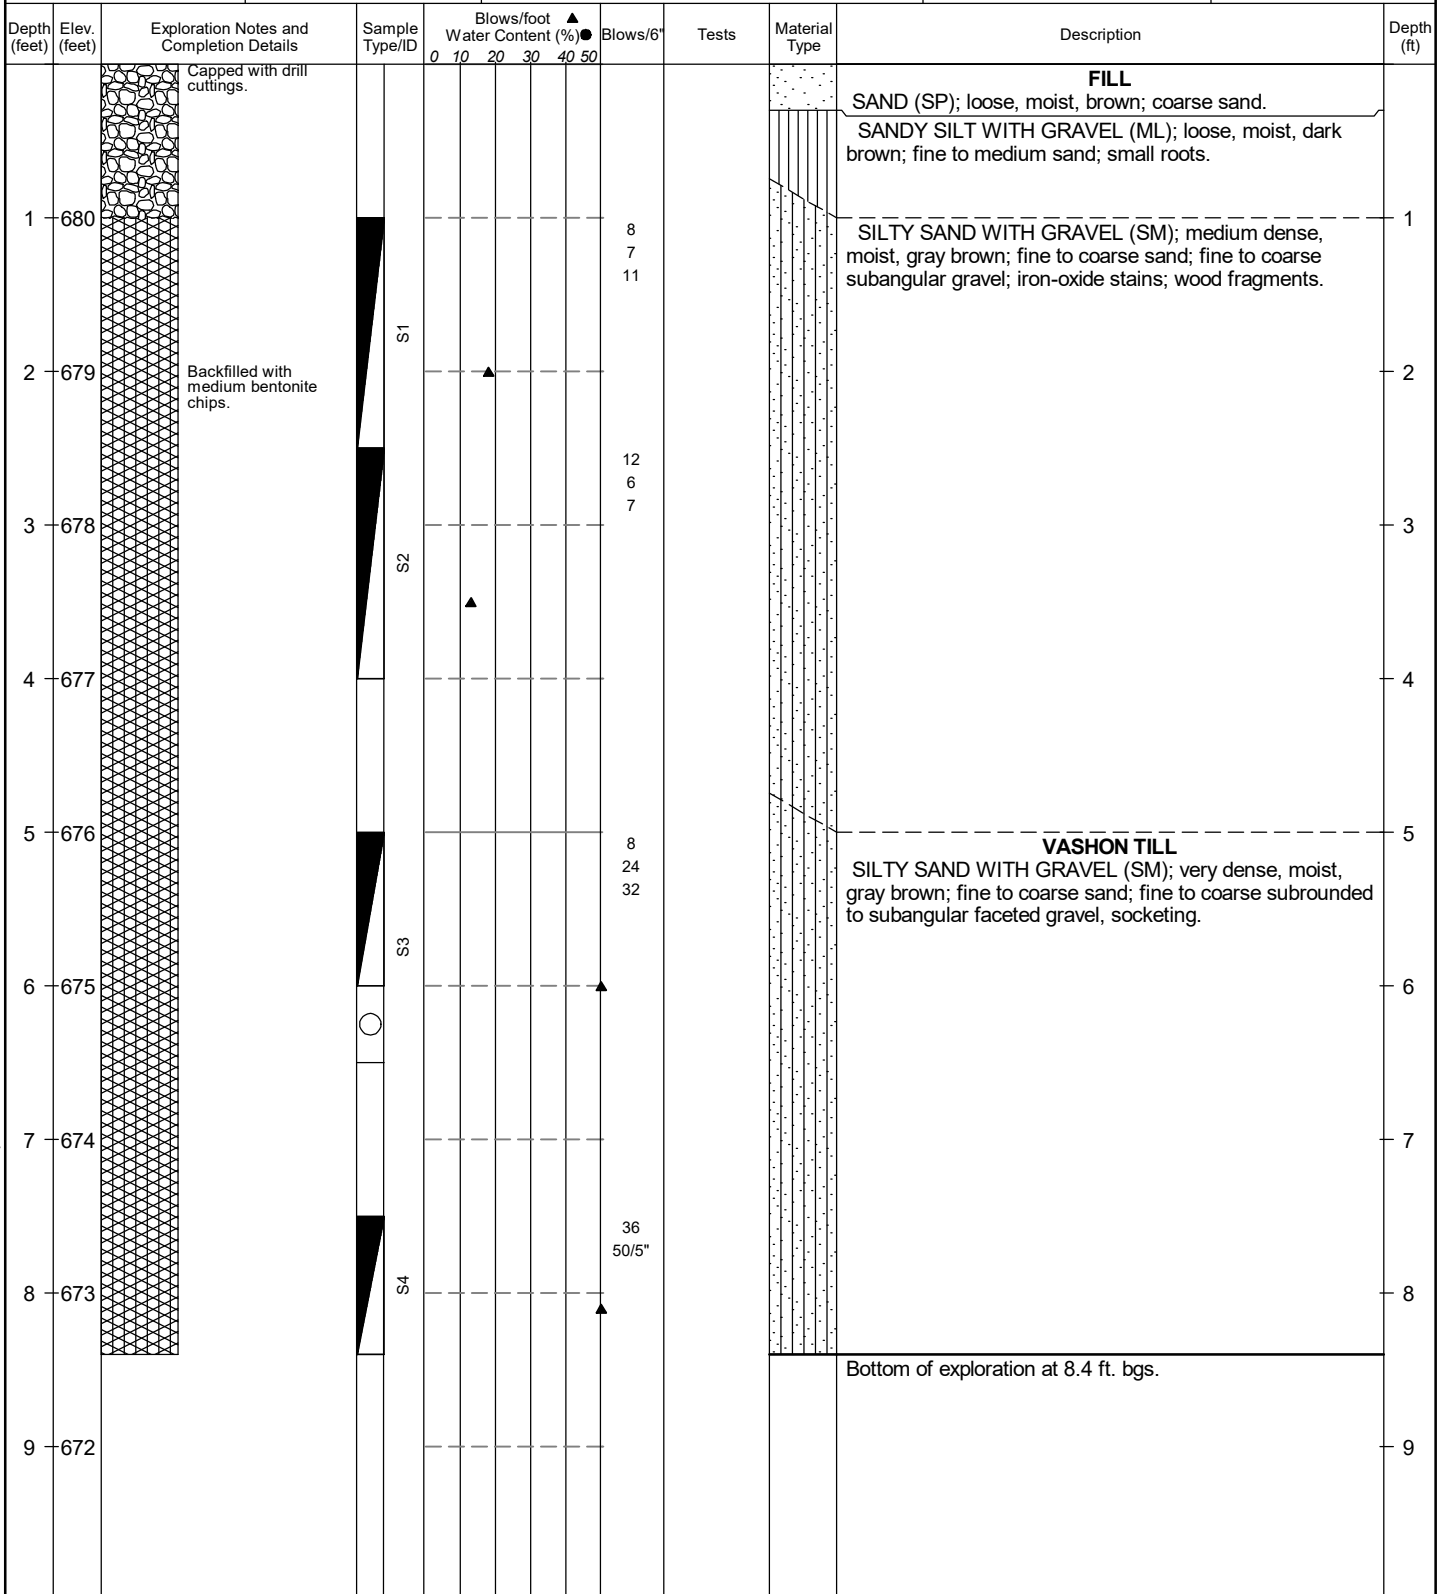 Depth
(feet)
Elev.
(feet)
Exploration Notes and
Completion Details
Sample
Type/ID
Blows/foot ▲
Water Content (%)●
0 10 20 30 40 50
Blows/6"
Tests
Material
Type
Description
Depth
(ft)
Capped with drill
cuttings.
FILL
SAND (SP); loose, moist, brown; coarse sand.
SANDY SILT WITH GRAVEL (ML); loose, moist, dark
brown; fine to medium sand; small roots.
1 680
8
7
11
1
SILTY SAND WITH GRAVEL (SM); medium dense,
moist, gray brown; fine to coarse sand; fine to coarse
subangular gravel; iron-oxide stains; wood fragments.
S1
2 679
Backfilled with
medium bentonite
chips.
2
12
6
7
3 678
3
S2
4 677
4
5 676
5
8
24
32
VASHON TILL
SILTY SAND WITH GRAVEL (SM); very dense, moist,
gray brown; fine to coarse sand; fine to coarse subrounded
to subangular faceted gravel, socketing.
S3
6 675
6
7 674
7
36
50/5"
S4
8 673
8
Bottom of exploration at 8.4 ft. bgs.
9 672
9